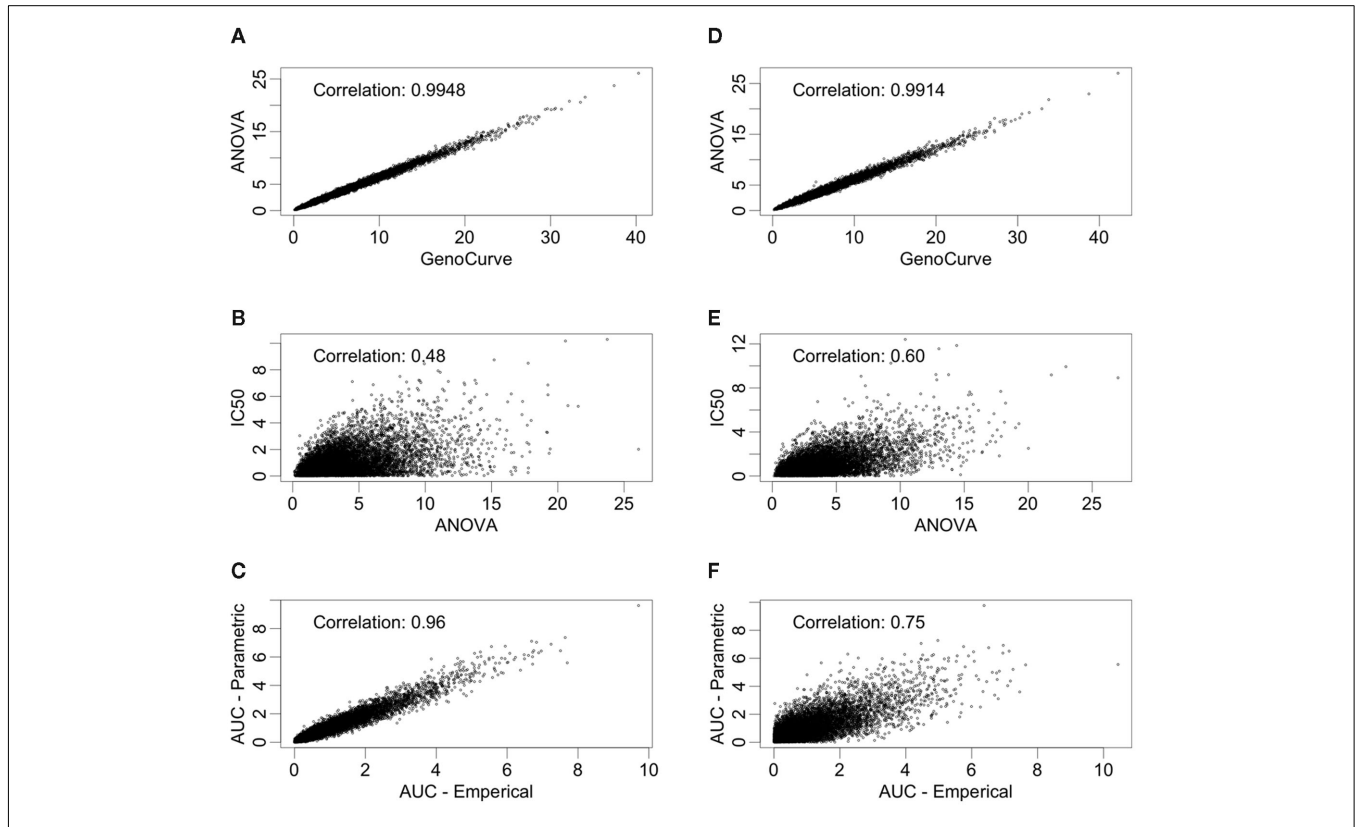 A
Correlation: 0.9948
ANOVA
0 5 15 25
0 10 20 30 40
GenoCurve
D
Correlation: 0.9914
ANOVA
0 5 15 25
0 10 20 30 40
GenoCurve
B
Correlation: 0.48
IC50
0 2 4 6 8
0 5 10 15 20 25
ANOVA
E
Correlation: 0.60
IC50
0 4 8 12
0 5 10 15 20 25
ANOVA
C
Correlation: 0.96
AUC - Parametric
0 2 4 6 8
0 2 4 6 8 10
AUC - Emperical
F
Correlation: 0.75
AUC - Parametric
0 2 4 6 8
0 2 4 6 8 10
AUC - Emperical